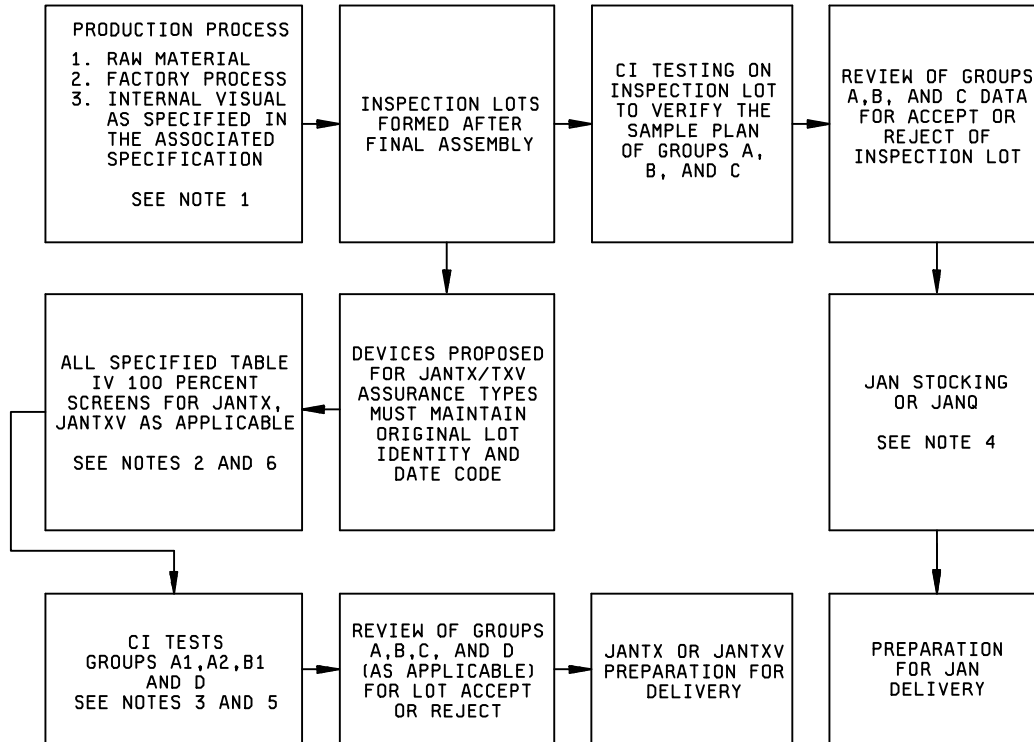 PRODUCTION PROCESS
1. RAW MATERIAL
2. FACTORY PROCESS
3. INTERNAL VISUAL
AS SPECIFIED IN
THE ASSOCIATED
SPECIFICATION
SEE NOTE 1
INSPECTION LOTS
FORMED AFTER
FINAL ASSEMBLY
CI TESTING ON
INSPECTION LOT
TO VERIFY THE
SAMPLE PLAN
OF GROUPS A,
B, AND C
REVIEW OF GROUPS
A,B, AND C DATA
FOR ACCEPT OR
REJECT OF
INSPECTION LOT
ALL SPECIFIED TABLE
IV 100 PERCENT
SCREENS FOR JANTX,
JANTXV AS APPLICABLE
SEE NOTES 2 AND 6
DEVICES PROPOSED
FOR JANTX/TXV
ASSURANCE TYPES
MUST MAINTAIN
ORIGINAL LOT
IDENTITY AND
DATE CODE
JAN STOCKING
OR JANQ
SEE NOTE 4
CI TESTS
GROUPS A1,A2,B1
AND D
SEE NOTES 3 AND 5
REVIEW OF GROUPS
A,B,C, AND D
(AS APPLICABLE)
FOR LOT ACCEPT
OR REJECT
JANTX OR JANTXV
PREPARATION FOR
DELIVERY
PREPARATION
FOR JAN
DELIVERY